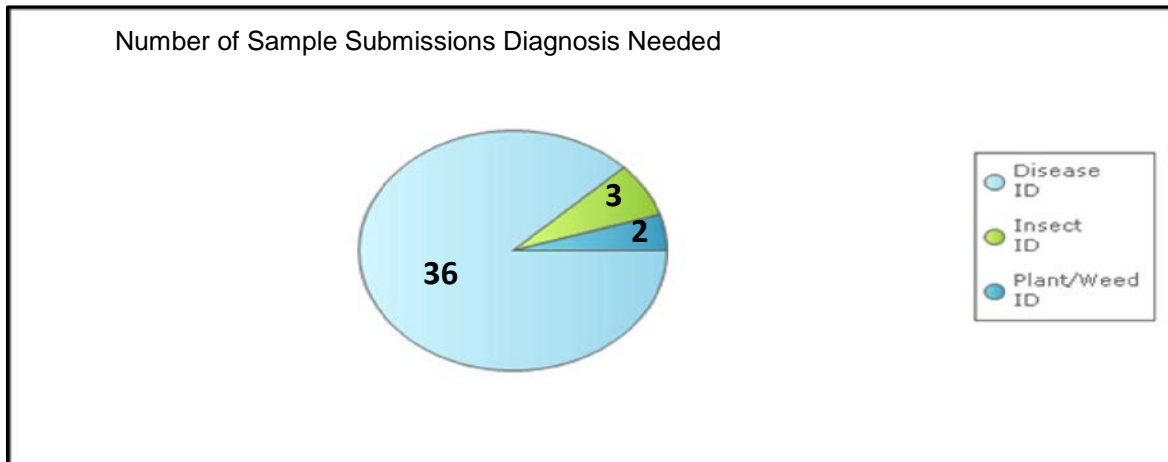 Number of Sample Submissions Diagnosis Needed
3
2
36
Disease
ID
Insect
ID
Plant/Weed
ID